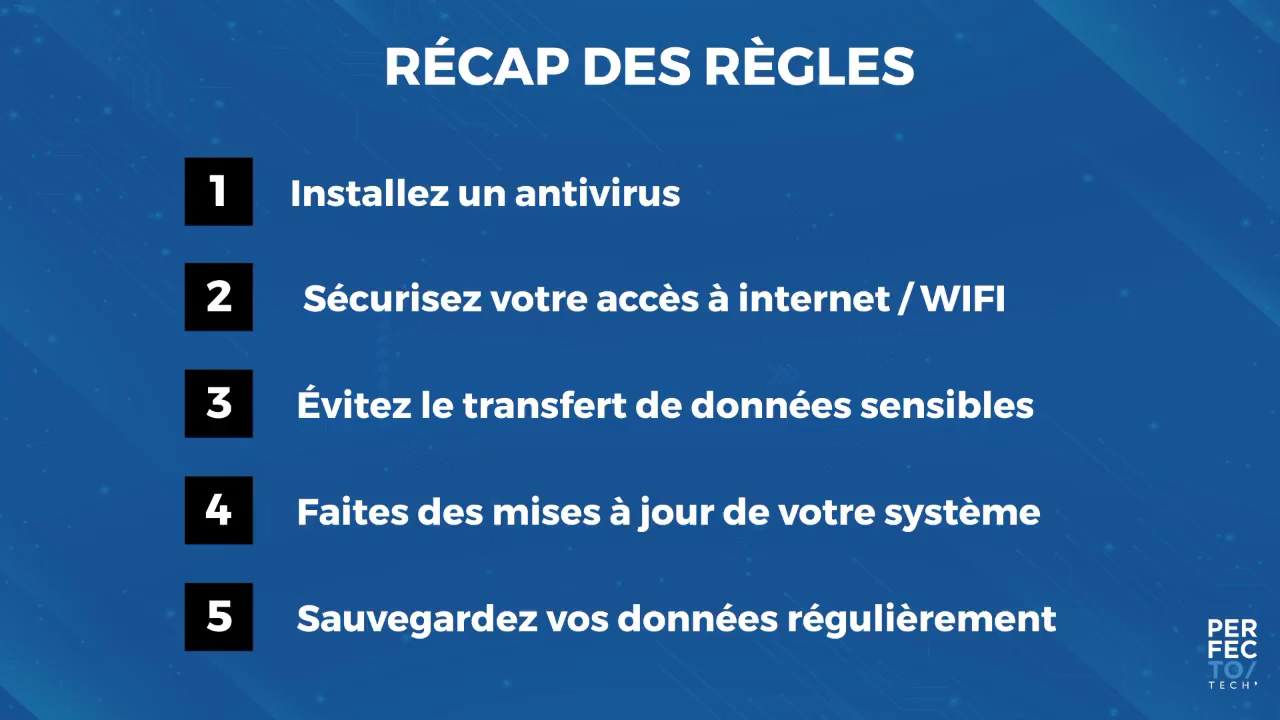 RÉCAP DES RÈGLES
1 Installez un antivirus
2 Sécurisez votre accès à internet / WIFI
3 Évitez le transfert de données sensibles
4 Faites des mises à jour de votre système
5 Sauvegardez vos données régulièrement
PER
FEC
TO/
TECH'